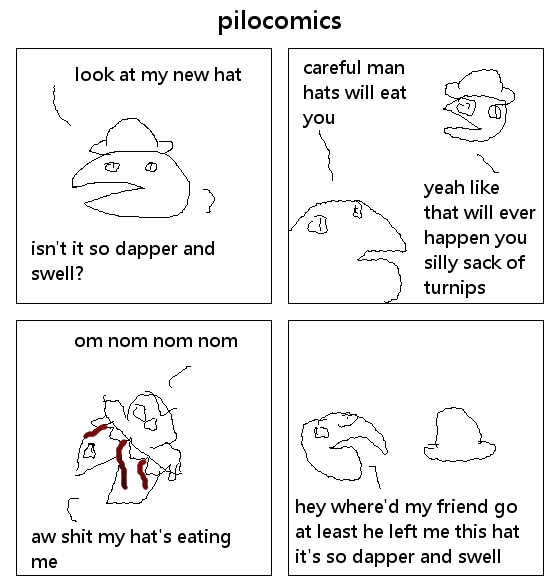 pilocomics
look at my new hat
isn't it so dapper and
swell?
careful man
hats will eat
you
yeah like
that will ever
happen you
silly sack of
turnips
om nom nom nom
aw shit my hat's eating
me
hey where'd my friend go
at least he left me this hat
it's so dapper and swell